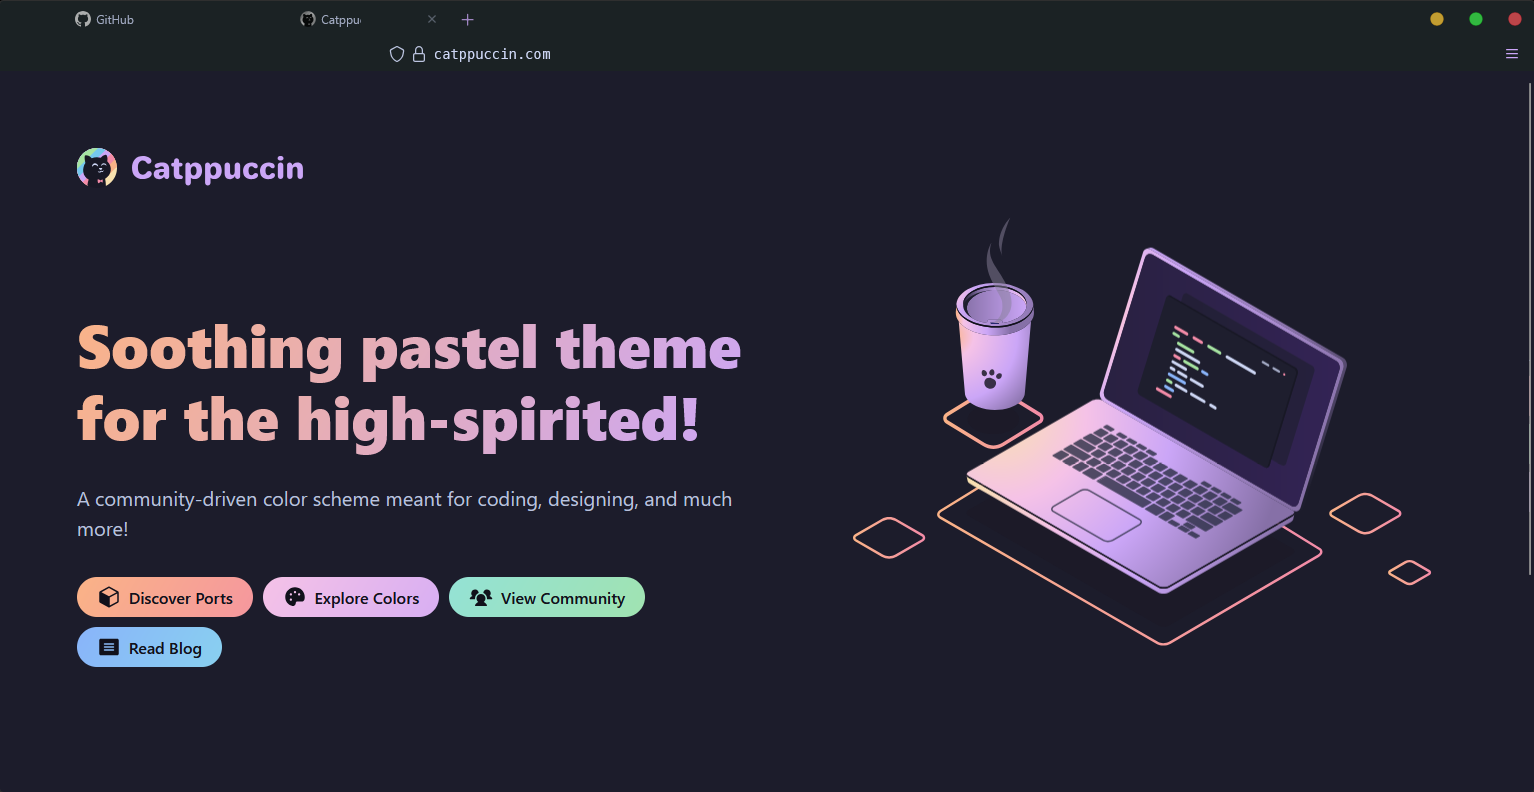 GitHub
Catppu
catppuccin.com
Catppuccin
Soothing pastel theme
for the high-spirited!
A community-driven color scheme meant for coding, designing, and much
more!
Discover Ports
Explore Colors
View Community
Read Blog